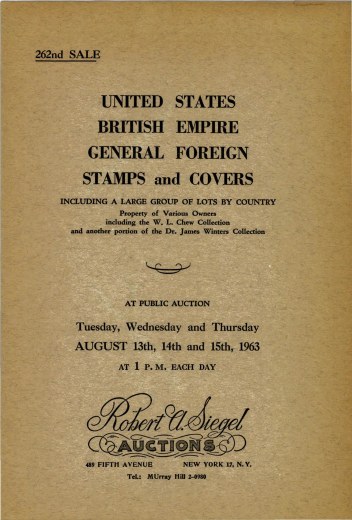 262nd SALE
UNITED STATES
BRITISH EMPIRE
GENERAL FOREIGN
STAMPS and COVERS
INCLUDING A LARGE GROUP OF LOTS BY COUNTRY
Property of Various Owners
including the W. L. Chew Collection
and another portion of the Dr. James Winters Collection
AT PUBLIC AUCTION
Tuesday, Wednesday and Thursday
AUGUST 13th, 14th and 15th, 1963
AT 1 P. M. EACH DAY
Robert A. Siegel
AUCTIONS
489 FIFTH AVENUE NEW YORK 17, N. Y.
Tel.: MUrray Hill 2-0980